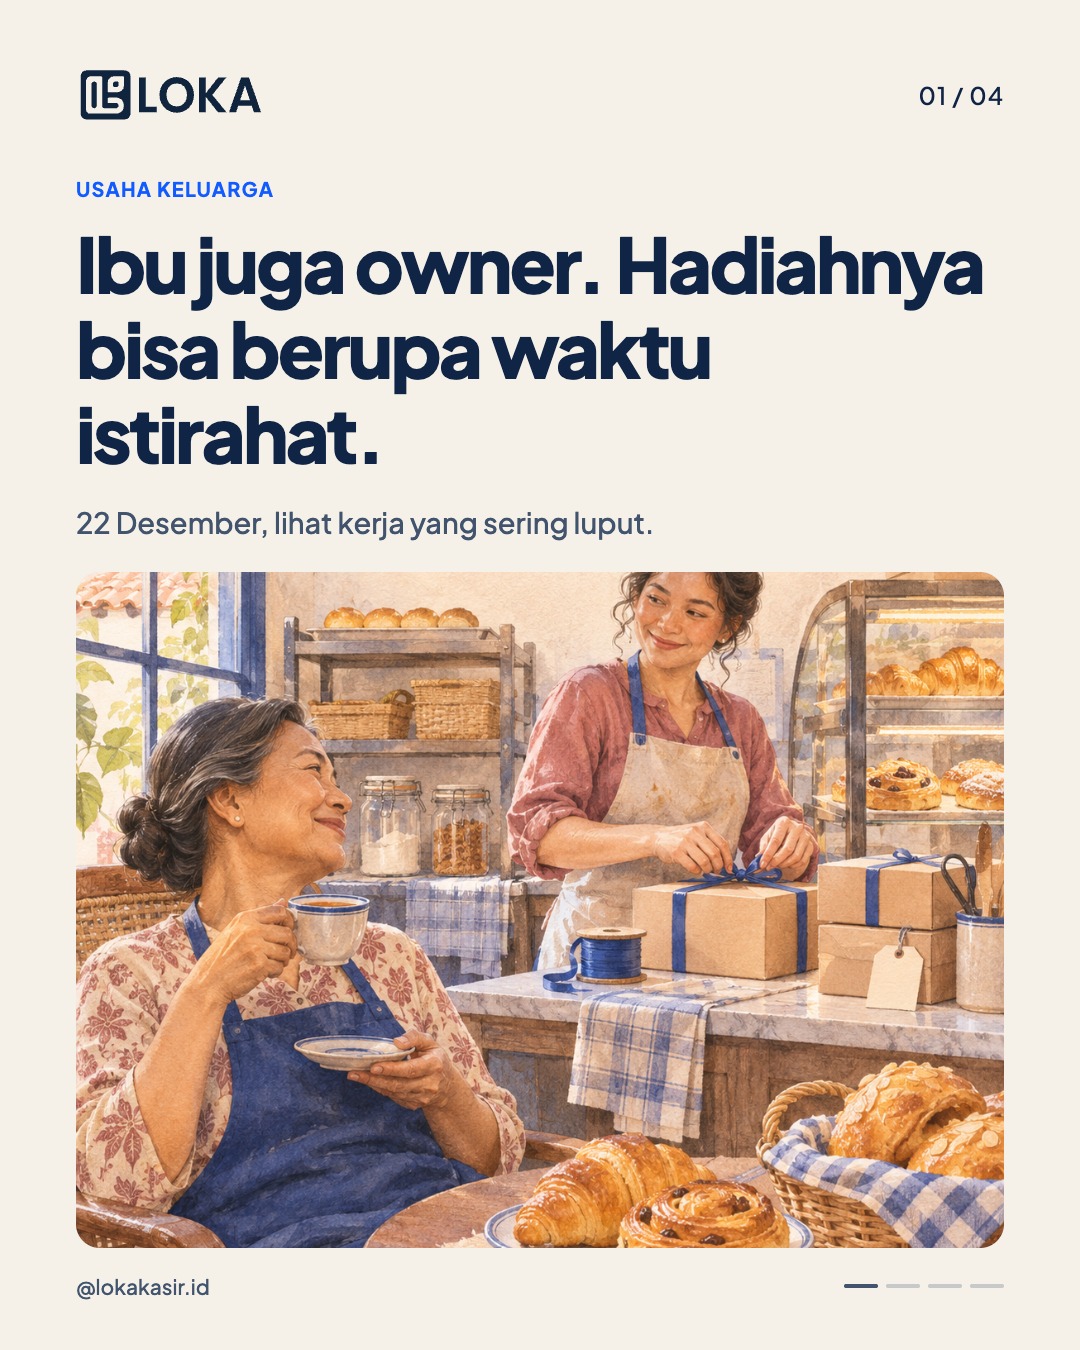 LOKA
01 / 04
USAHA KELUARGA
Ibu juga owner. Hadiahnya
bisa berupa waktu
istirahat.
22 Desember, lihat kerja yang sering luput.
@lokakasir.id